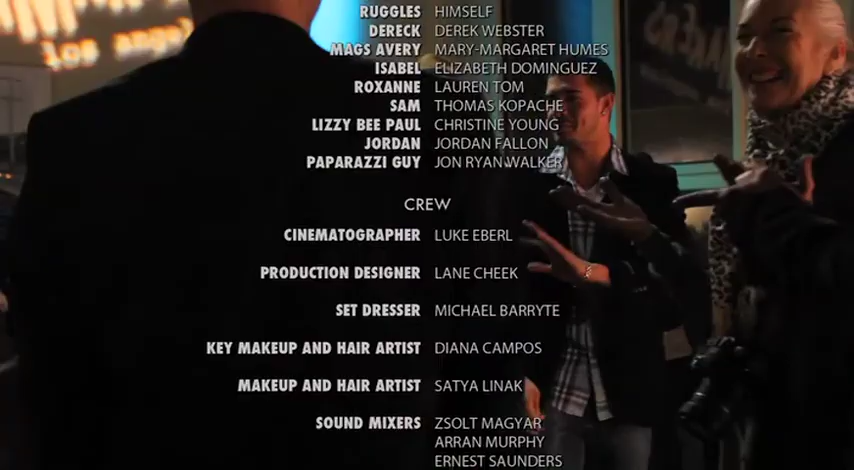 los angel
RUGGLES HIMSELF
DERECK DEREK WEBSTER
MAGS AVERY MARY-MARGARET HUMES
ISABEL ELIZABETH DOMINGUEZ
ROXANNE LAUREN TOM
SAM THOMAS KOPACHE
LIZZY BEE PAUL CHRISTINE YOUNG
JORDAN JORDAN FALLON
PAPARAZZI GUY JON RYAN WALKER
CREW
CINEMATOGRAPHER LUKE EBERL
PRODUCTION DESIGNER LANE CHEEK
SET DRESSER MICHAEL BARRYTE
KEY MAKEUP AND HAIR ARTIST DIANA CAMPOS
MAKEUP AND HAIR ARTIST SATYA LINAK
SOUND MIXERS ZSOLT MAGYAR
ARRAN MURPHY
ERNEST SAUNDERS